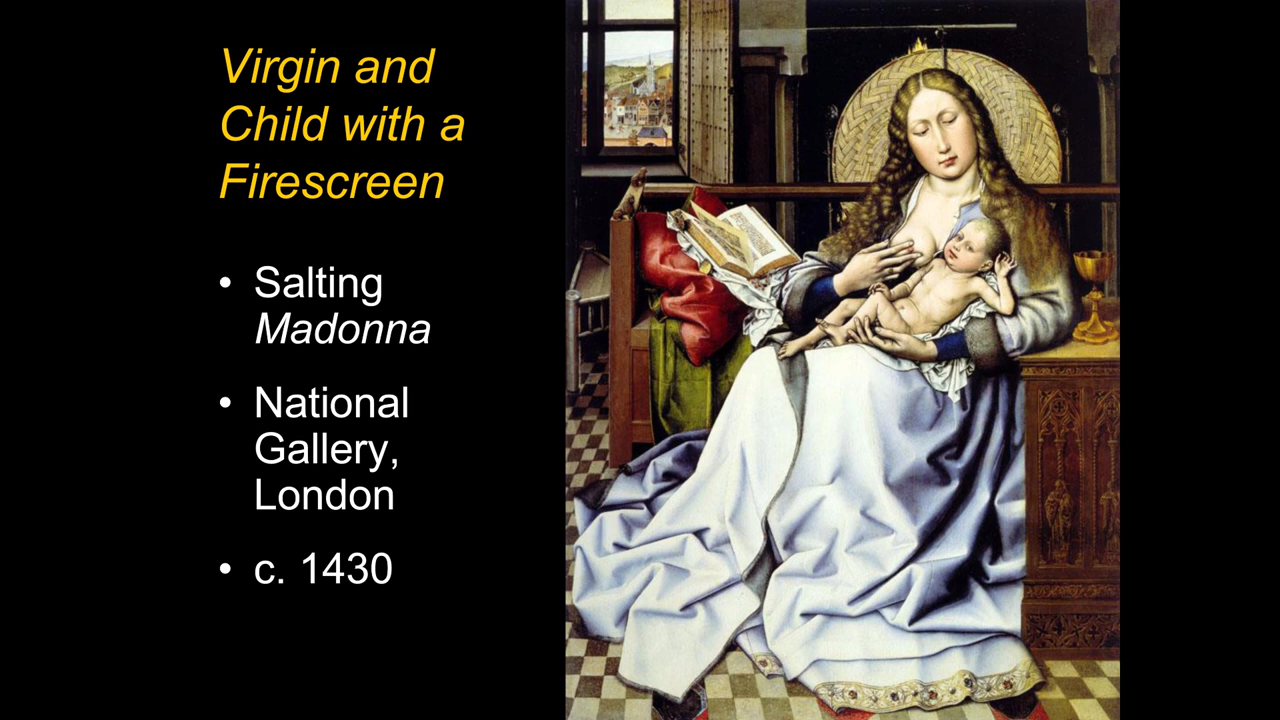 Virgin and
Child with a
Firescreen
• Salting
Madonna
• National
Gallery,
London
• c. 1430